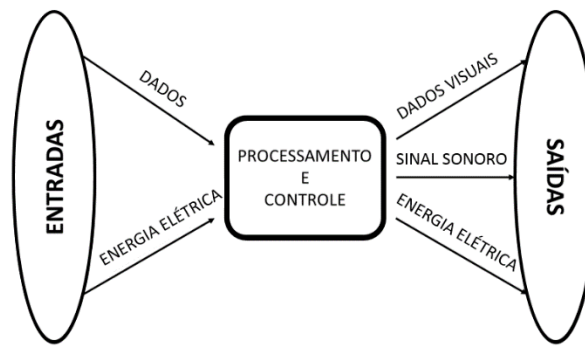 ENTRADAS
DADOS
ENERGIA ELÉTRICA
PROCESSAMENTO
E
CONTROLE
DADOS VISUAIS
SINAL SONORO
ENERGIA ELÉTRICA
SAÍDAS